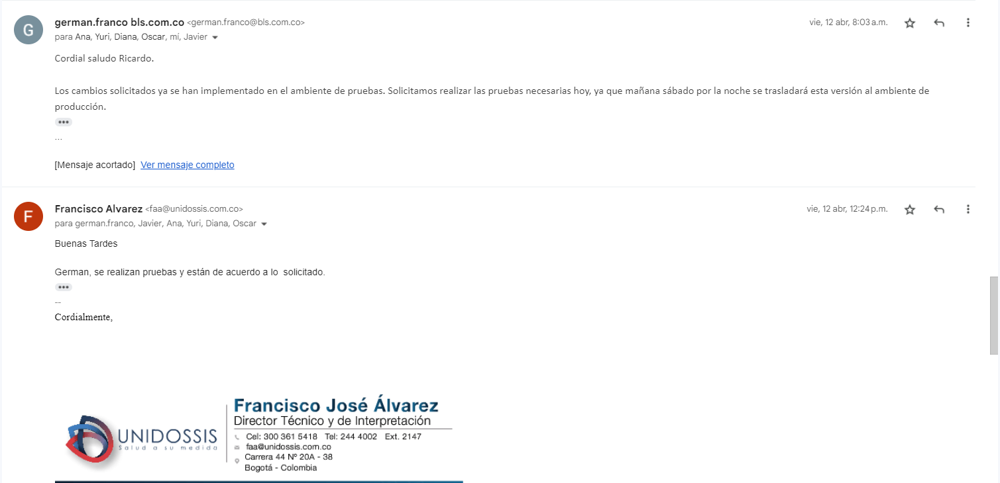 G
german.franco bls.com.co <german.franco@bls.com.co>
vie, 12 abr, 8:03 a.m.
para Ana, Yuri, Diana, Oscar, mí, Javier
Cordial saludo Ricardo.
Los cambios solicitados ya se han implementado en el ambiente de pruebas. Solicitamos realizar las pruebas necesarias hoy, ya que mañana sábado por la noche se trasladará esta versión al ambiente de
producción.
...
[Mensaje acortado] Ver mensaje completo
F
Francisco Alvarez <faa@unidossis.com.co>
vie, 12 abr, 12:24 p.m.
para german.franco, Javier, Ana, Yuri, Diana, Oscar
Buenas Tardes
German, se realizan pruebas y están de acuerdo a lo  solicitado.
--
Cordialmente,
UNIDOSSIS
Salud a su medida
Francisco José Álvarez
Director Técnico y de Interpretación
Cel: 300 361 5418 Tel: 244 4002 Ext. 2147
faa@unidossis.com.co
Carrera 44 Nº 20A - 38
Bogotá - Colombia